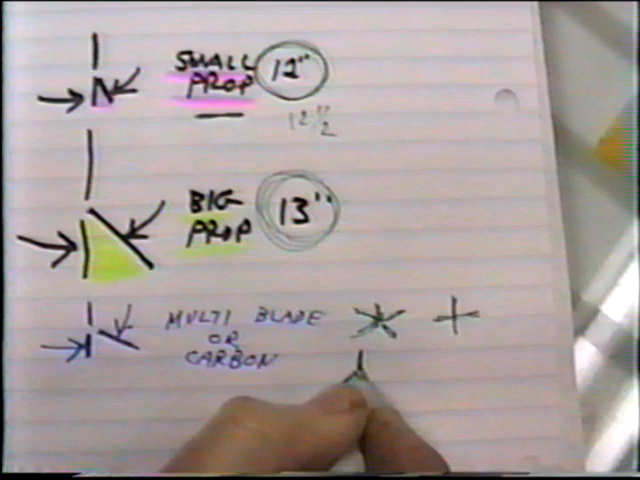 SMALL
PROP
12"
12 1/2
BIG
PROP
13"
MULTI BLADE
OR
CARBON